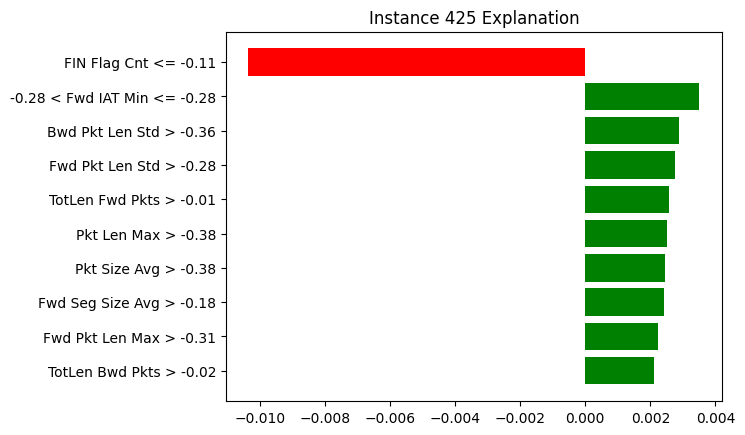 Instance 425 Explanation
FIN Flag Cnt <= -0.11
-0.28 < Fwd IAT Min <= -0.28
Bwd Pkt Len Std > -0.36
Fwd Pkt Len Std > -0.28
TotLen Fwd Pkts > -0.01
Pkt Len Max > -0.38
Pkt Size Avg > -0.38
Fwd Seg Size Avg > -0.18
Fwd Pkt Len Max > -0.31
TotLen Bwd Pkts > -0.02
−0.010 −0.008 −0.006 −0.004 −0.002 0.000 0.002 0.004